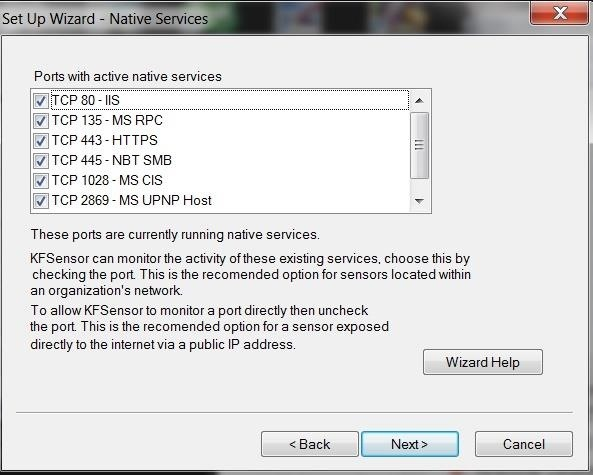 Set Up Wizard - Native Services
Ports with active native services
TCP 80 - IIS
TCP 135 - MS RPC
TCP 443 - HTTPS
TCP 445 - NBT SMB
TCP 1028 - MS CIS
TCP 2869 - MS UPNP Host
These ports are currently running native services.
KFSensor can monitor the activity of these existing services, choose this by
checking the port. This is the recomended option for sensors located within
an organization's network.
To allow KFSensor to monitor a port directly then uncheck
the port. This is the recomended option for a sensor exposed
directly to the internet via a public IP address.
Wizard Help
< Back
Next >
Cancel